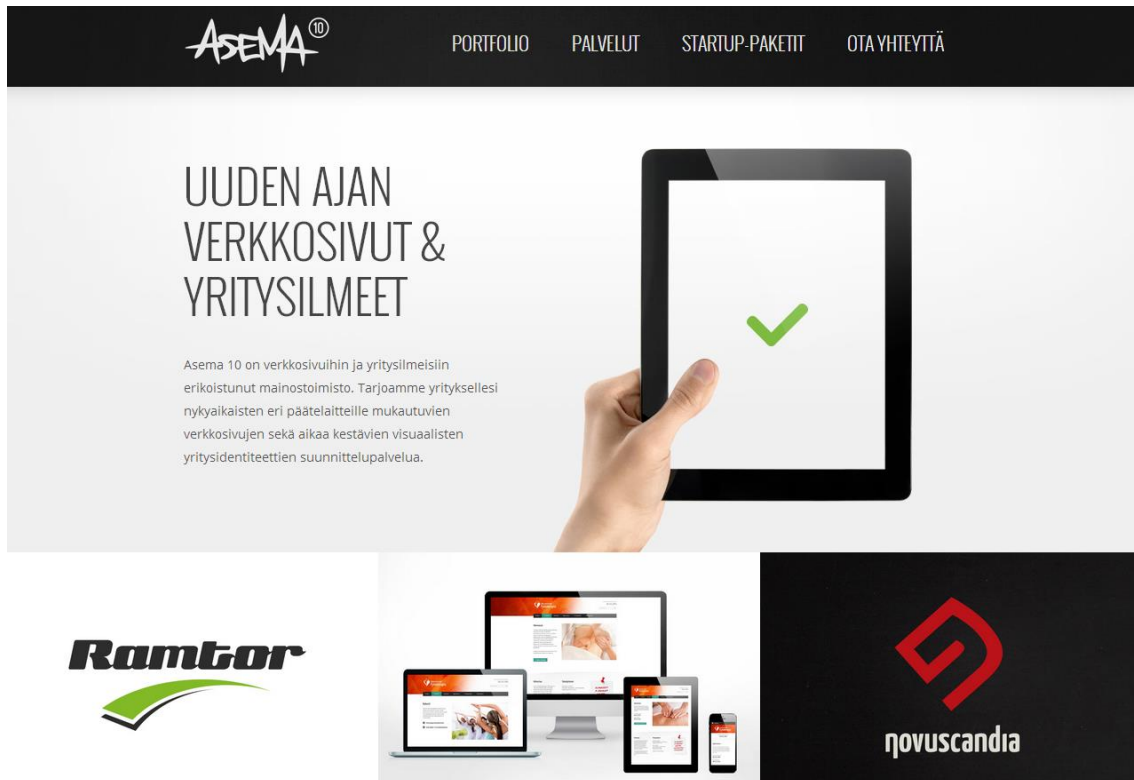 ASEMA 10
PORTFOLIO PALVELUT STARTUP-PAKETIT OTA YHTEYTTÄ
UUDEN AJAN
VERKKOSIVUT &
YRITYSILMEET
Asema 10 on verkkosivuihin ja yritysilmeisiin
erikoistunut mainostoimisto. Tarjoamme yrityksellesi
nykyaikaisten eri päätelaitteille mukautuvien
verkkosivujen sekä aikaa kestävien visuaalisten
yritysidentiteettien suunnittelupalvelua.
Ramtor
novuscandia